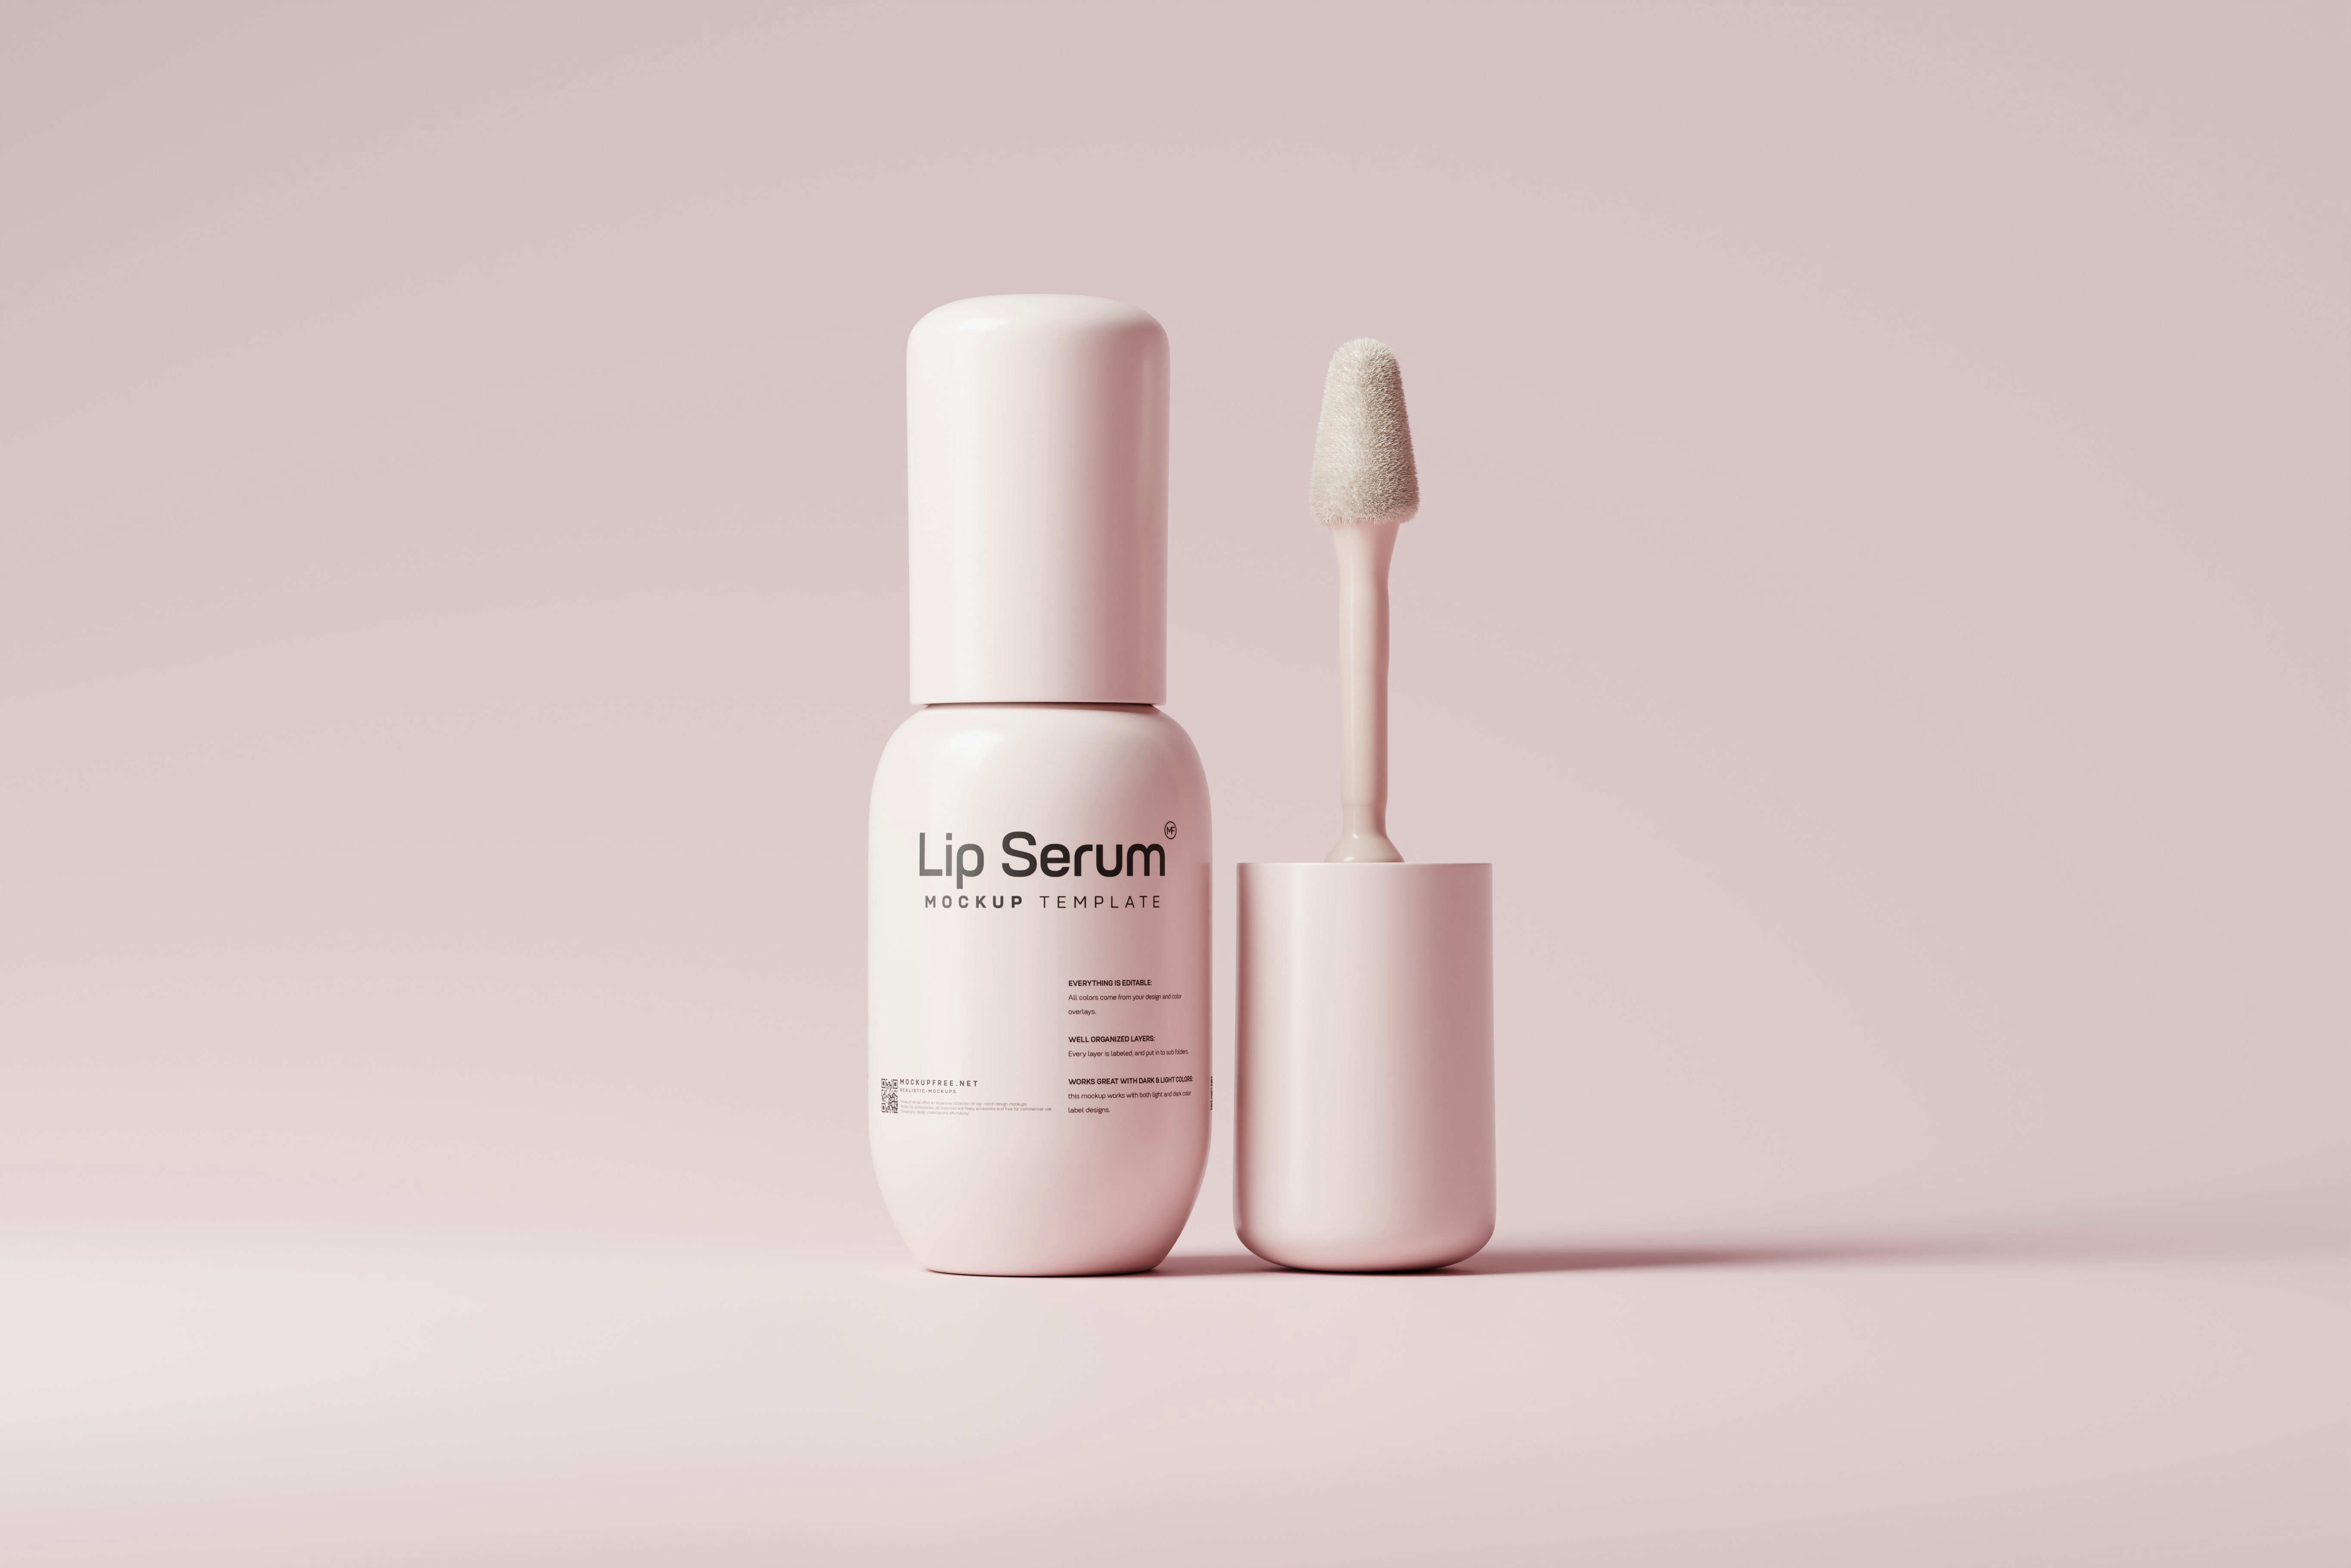 Lip Serum
MF
MOCKUP TEMPLATE
EVERYTHING IS EDITABLE:
All colors come from your design and color
overlays.
WELL ORGANIZED LAYERS:
Every layer is labeled, and put in to sub folders.
WORKS GREAT WITH DARK & LIGHT COLORS:
this mockup works with both light and dark color
label designs.
MOCKUPFREE.NET
REALISTIC-MOCKUPS